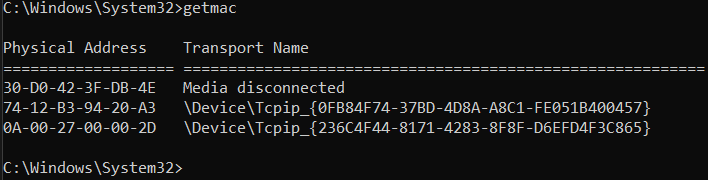 C:\Windows\System32>getmac
Physical Address    Transport Name
=================== ==========================================================
30-D0-42-3F-DB-4E   Media disconnected
74-12-B3-94-20-A3   \Device\Tcpip_{0FB84F74-37BD-4D8A-A8C1-FE051B400457}
0A-00-27-00-00-2D   \Device\Tcpip_{236C4F44-8171-4283-8F8F-D6EFD4F3C865}
C:\Windows\System32>